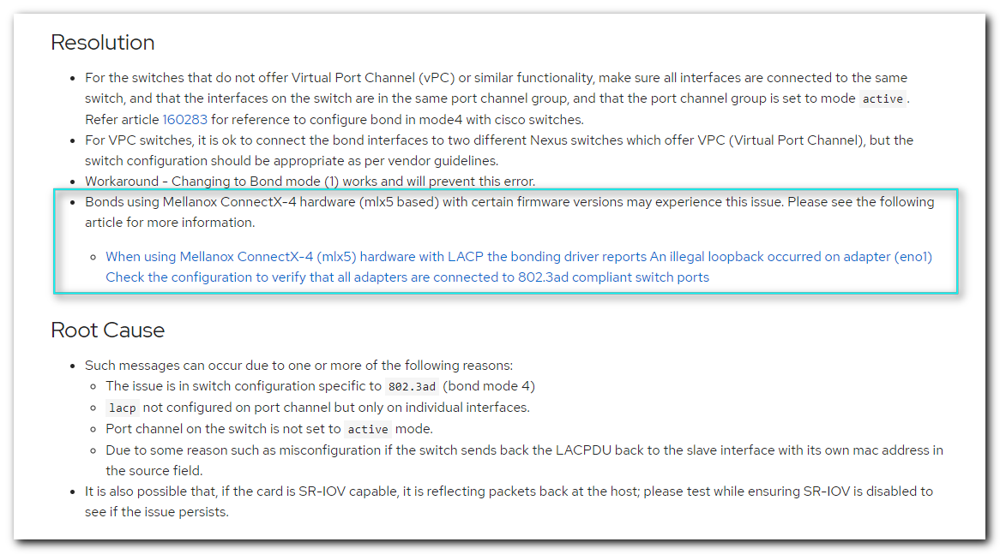 Resolution
For the switches that do not offer Virtual Port Channel (vPC) or similar functionality, make sure all interfaces are connected to the same
switch, and that the interfaces on the switch are in the same port channel group, and that the port channel group is set to mode active.
Refer article 160283 for reference to configure bond in mode4 with cisco switches.
For VPC switches, it is ok to connect the bond interfaces to two different Nexus switches which offer VPC (Virtual Port Channel), but the
switch configuration should be appropriate as per vendor guidelines.
Workaround - Changing to Bond mode (1) works and will prevent this error.
Bonds using Mellanox ConnectX-4 hardware (mlx5 based) with certain firmware versions may experience this issue. Please see the following
article for more information.
When using Mellanox ConnectX-4 (mlx5) hardware with LACP the bonding driver reports An illegal loopback occurred on adapter (eno1)
Check the configuration to verify that all adapters are connected to 802.3ad compliant switch ports
Root Cause
Such messages can occur due to one or more of the following reasons:
The issue is in switch configuration specific to 802.3ad (bond mode 4)
lacp not configured on port channel but only on individual interfaces.
Port channel on the switch is not set to active mode.
Due to some reason such as misconfiguration if the switch sends back the LACPDU back to the slave interface with its own mac address in
the source field.
It is also possible that, if the card is SR-IOV capable, it is reflecting packets back at the host; please test while ensuring SR-IOV is disabled to
see if the issue persists.